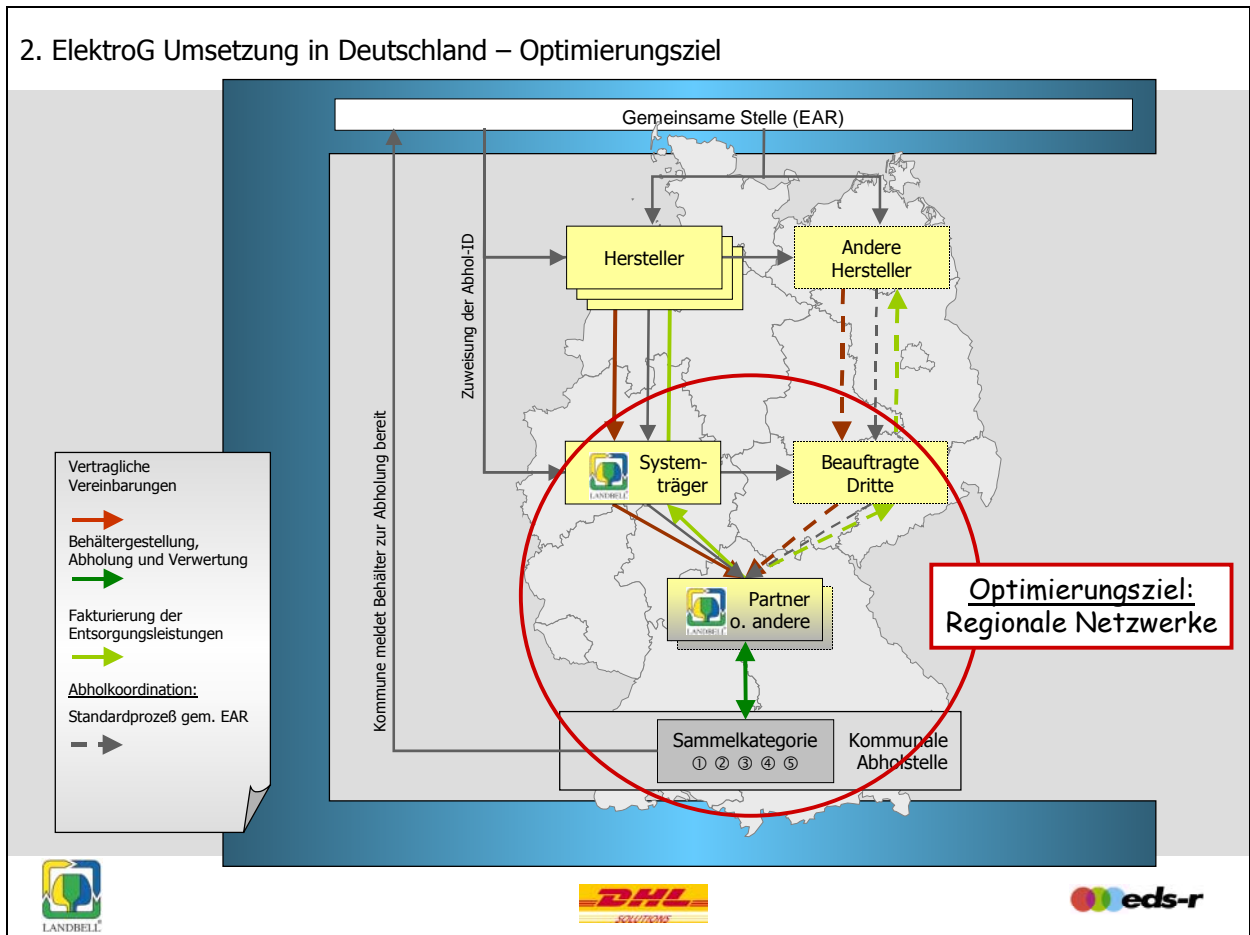 2. ElektroG Umsetzung in Deutschland – Optimierungsziel
Gemeinsame Stelle (EAR)
Zuweisung der Abhol-ID
Kommune meldet Behälter zur Abholung bereit
Hersteller
Andere
Hersteller
LANDBELL
System-
träger
Beauftragte
Dritte
LANDBELL
Partner
o. andere
Optimierungsziel:
Regionale Netzwerke
Sammelkategorie
① ② ③ ④ ⑤
Kommunale
Abholstelle
Vertragliche
Vereinbarungen
Behältergestellung,
Abholung und Verwertung
Fakturierung der
Entsorgungsleistungen
Abholkoordination:
Standardprozeß gem. EAR
LANDBELL
DHL
SOLUTIONS
eds-r